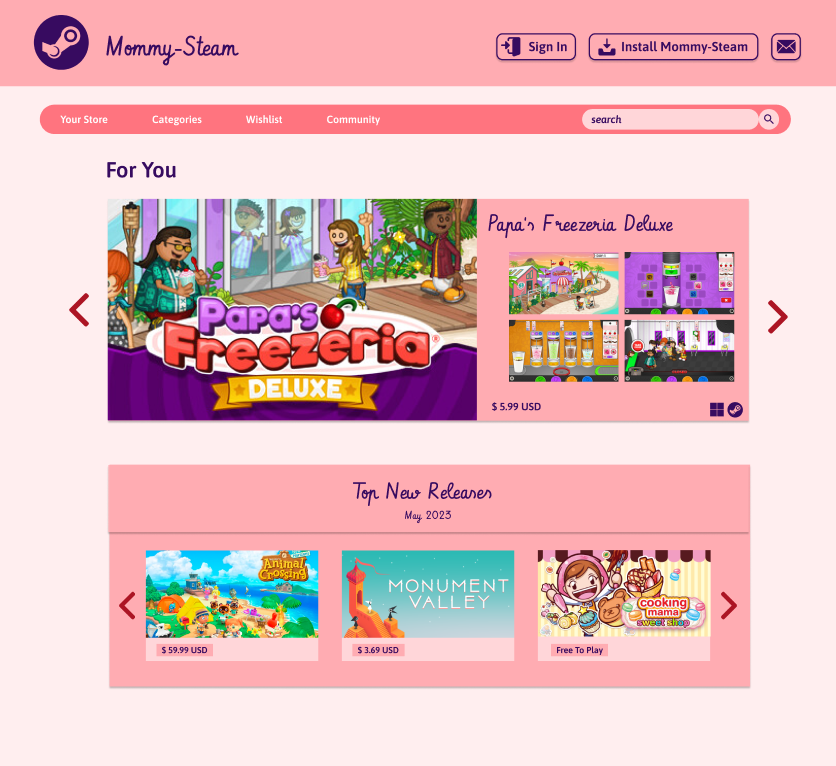 Mommy-Steam
Sign In
Install Mommy-Steam
Your Store
Categories
Wishlist
Community
search
For You
Papa's
Freezeria
DELUXE
Papa's Freezeria Deluxe
$ 5.99 USD
Top New Releases
May, 2023
Animal
Crossing
$ 59.99 USD
MONUMENT
VALLEY
$ 3.69 USD
cooking
mama
sweet shop
Free To Play